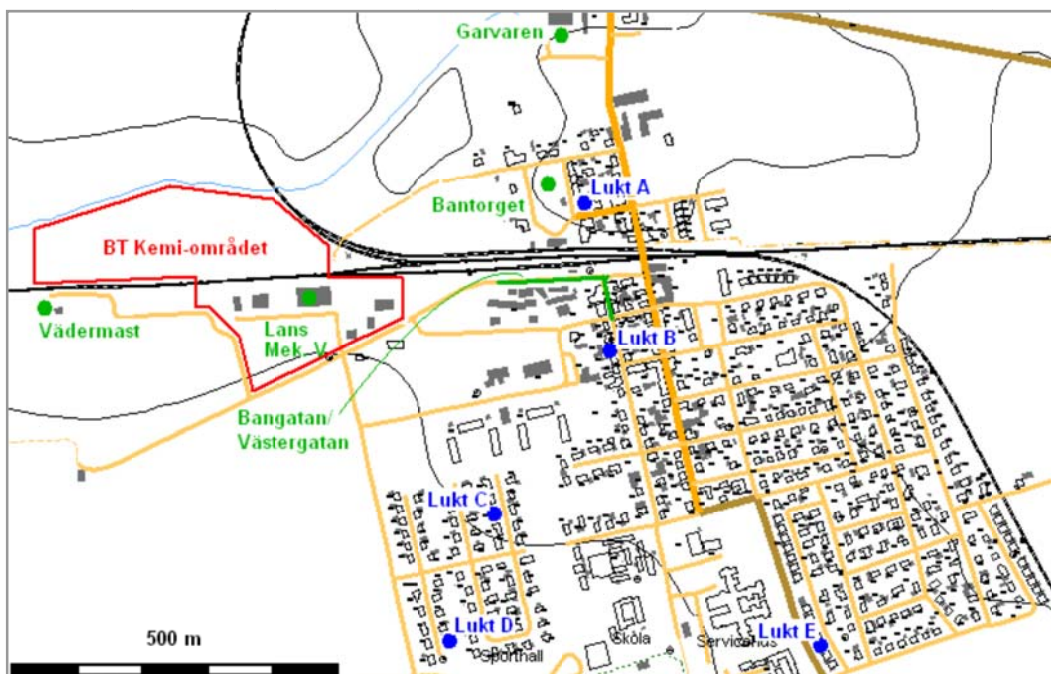 Garvaren
Lukt A
Bantorget
BT Kemi-området
Vädermast
Lans
Mek. V.
Lukt B
Bangatan/
Västergatan
Lukt C
Lukt D
500 m
Sporthall
Skola
Servicehus
Lukt E